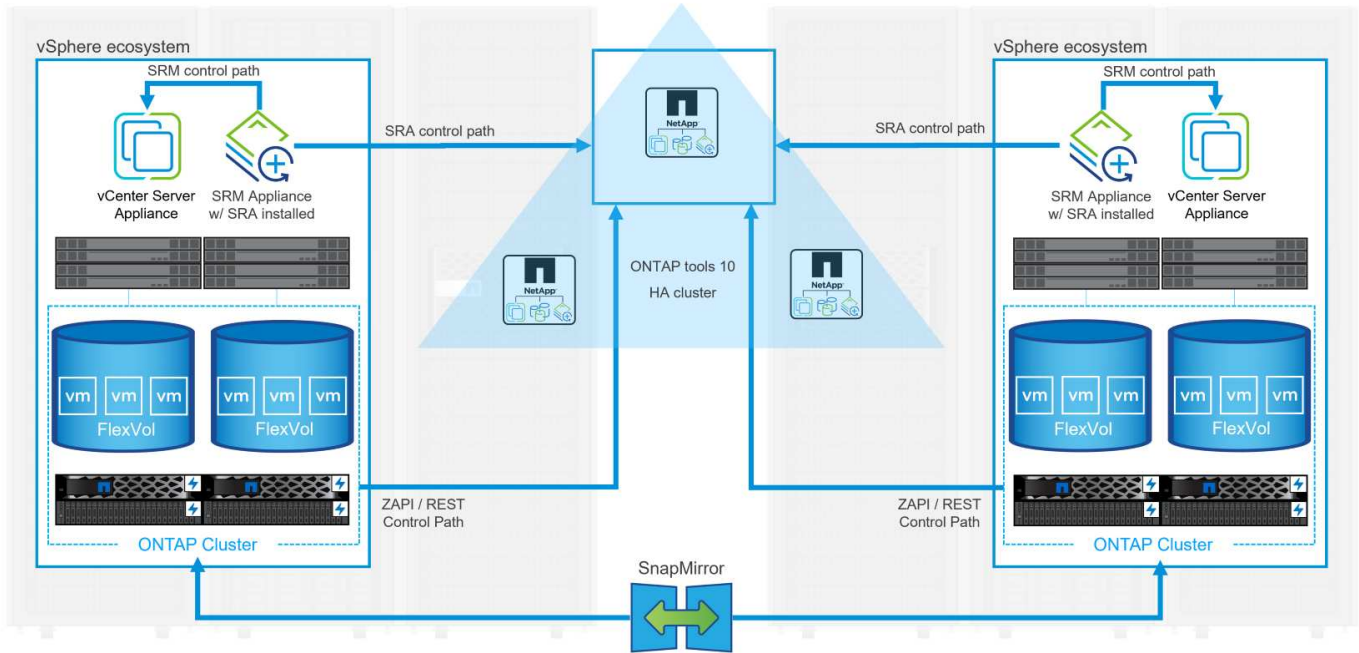 vSphere ecosystem
SRM control path
vCenter Server
Appliance
SRM Appliance
w/ SRA installed
vm vm vm
FlexVol
vm vm vm
FlexVol
ONTAP Cluster
SRA control path
ZAPI / REST
Control Path
NetApp
NetApp
ONTAP tools 10
HA cluster
NetApp
SnapMirror
SRA control path
ZAPI / REST
Control Path
vSphere ecosystem
SRM control path
SRM Appliance
w/ SRA installed
vCenter Server
Appliance
vm vm vm
FlexVol
vm vm vm
FlexVol
ONTAP Cluster